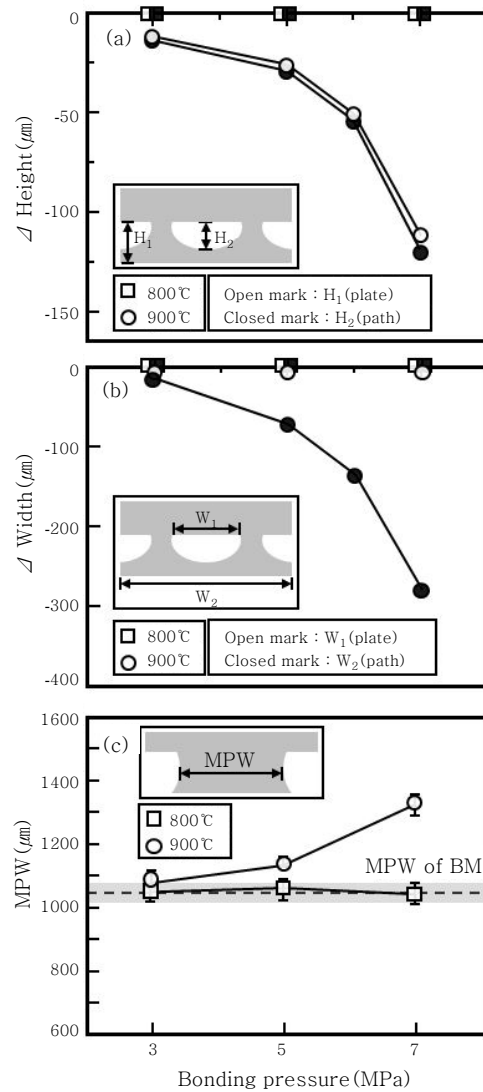 0
(a)
-50
Δ Height (μm)
-100
H₁
H₂
800℃
Open mark : H₁(plate)
900℃
Closed mark : H₂(path)
-150
0
(b)
-100
Δ Width (μm)
W₁
-200
W₂
-300
800℃
Open mark : W₁(plate)
900℃
Closed mark : W₂(path)
-400
1600
(c)
MPW
1400
800℃
900℃
MPW (μm)
1200
MPW of BM
1000
800
600
3
5
7
Bonding pressure(MPa)